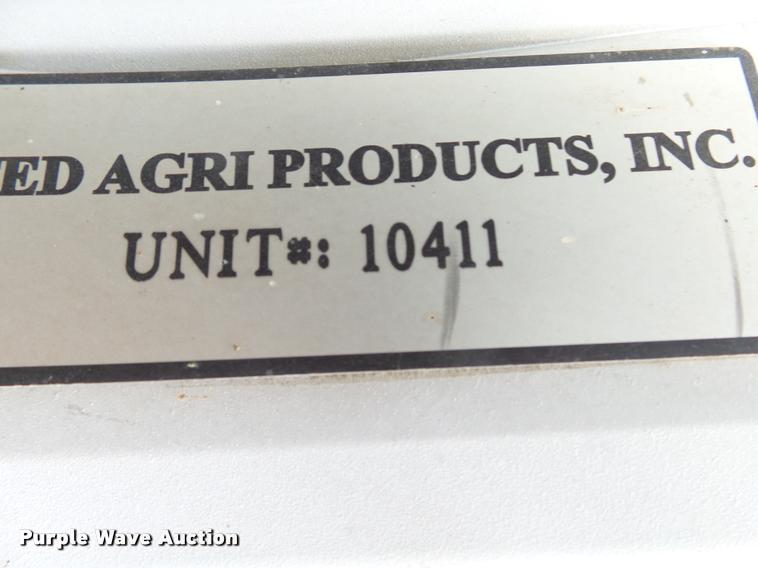 ED AGRI PRODUCTS, INC.
UNIT#: 10411
Purple Wave Auction